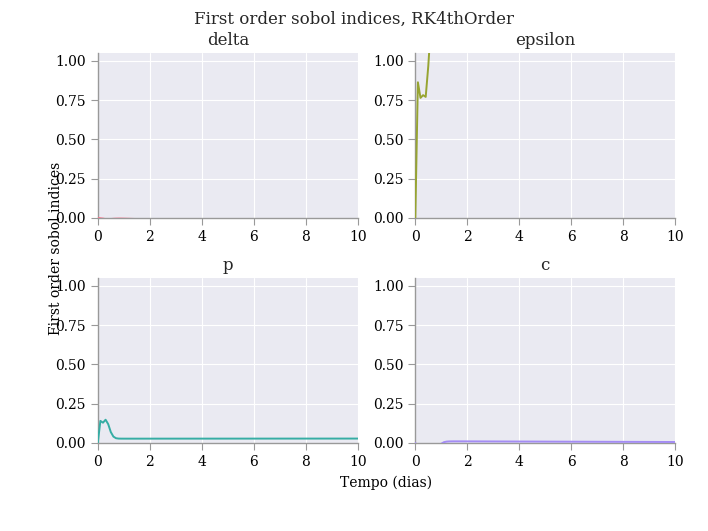 First order sobol indices, RK4thOrder
delta
epsilon
1.00
0.75
0.50
0.25
0.00
0 2 4 6 8 10
1.00
0.75
0.50
0.25
0.00
0 2 4 6 8 10
First order sobol indices
p
c
1.00
0.75
0.50
0.25
0.00
0 2 4 6 8 10
1.00
0.75
0.50
0.25
0.00
0 2 4 6 8 10
Tempo (dias)